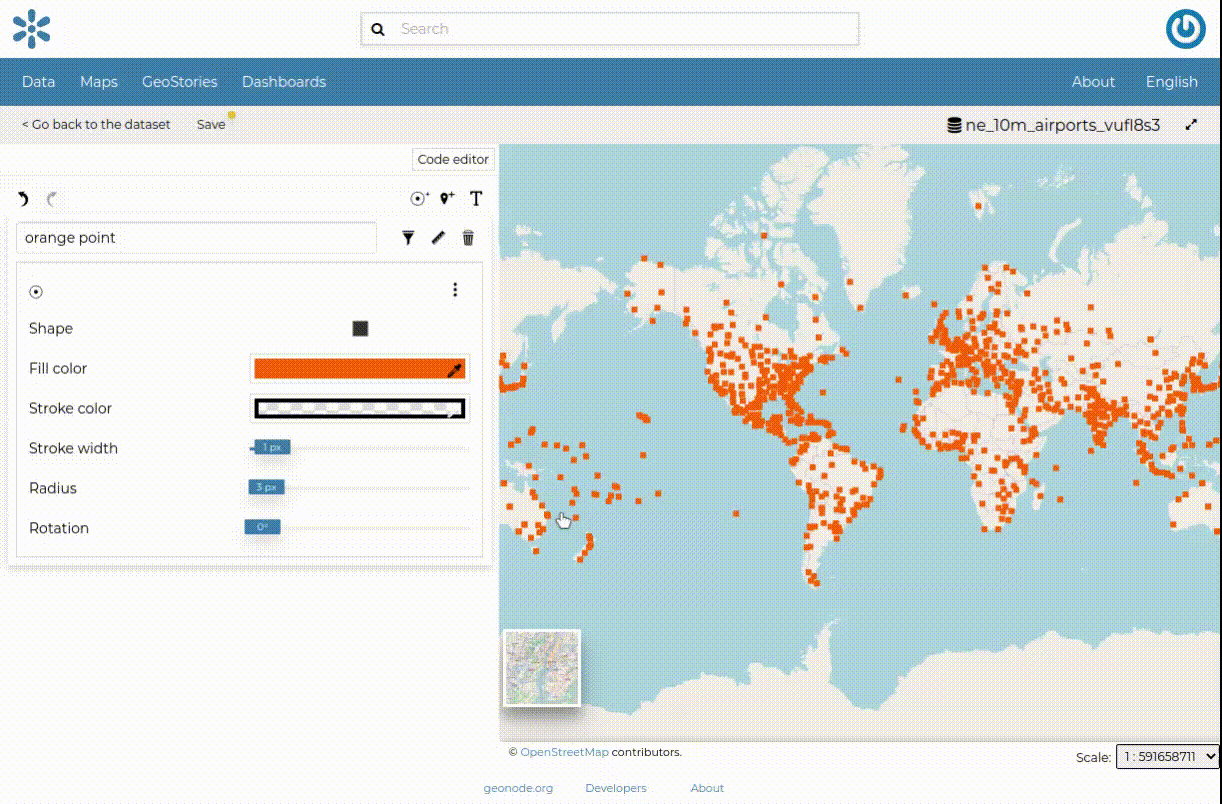 Search
Data Maps GeoStories Dashboards About English
< Go back to the dataset Save ne_10m_airports_vufl8s3
Code editor
T
orange point
Shape
Fill color
Stroke color
Stroke width 1 px
Radius 3 px
Rotation 0°
© OpenStreetMap contributors.
Scale: 1 : 591658711
geonode.org Developers About